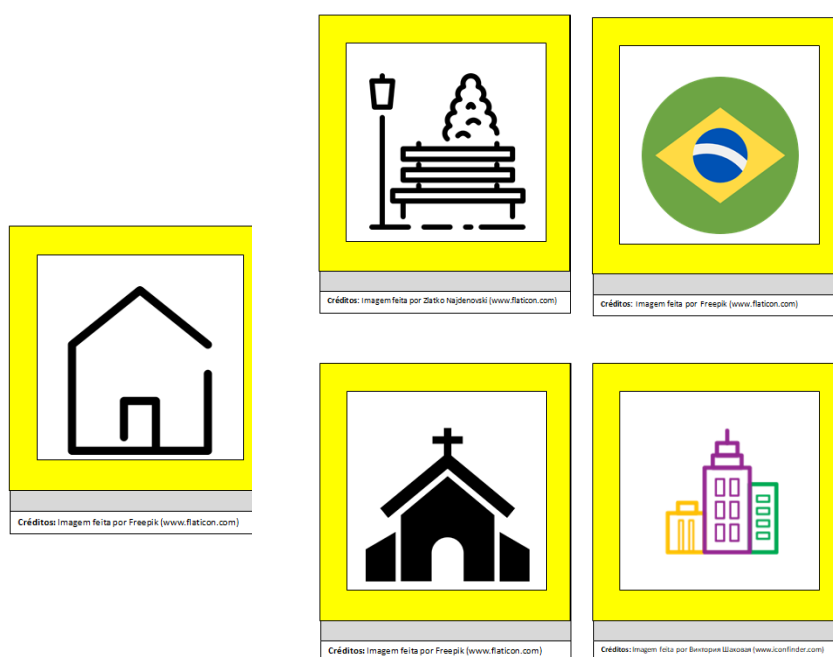 Créditos: Imagem feita por Zlatko Najdenovski (www.flaticon.com)
Créditos: Imagem feita por Freepik (www.flaticon.com)
Créditos: Imagem feita por Freepik (www.flaticon.com)
Créditos: Imagem feita por Freepik (www.flaticon.com)
Créditos: Imagem feita por Виктория Шаховая (www.iconfinder.com)